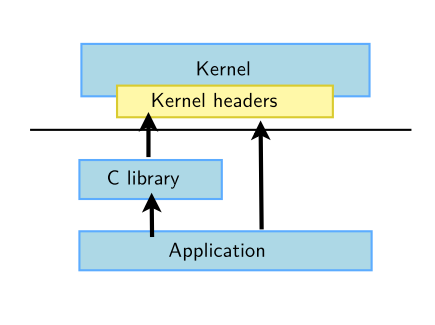 Kernel
Kernel headers
C library
Application